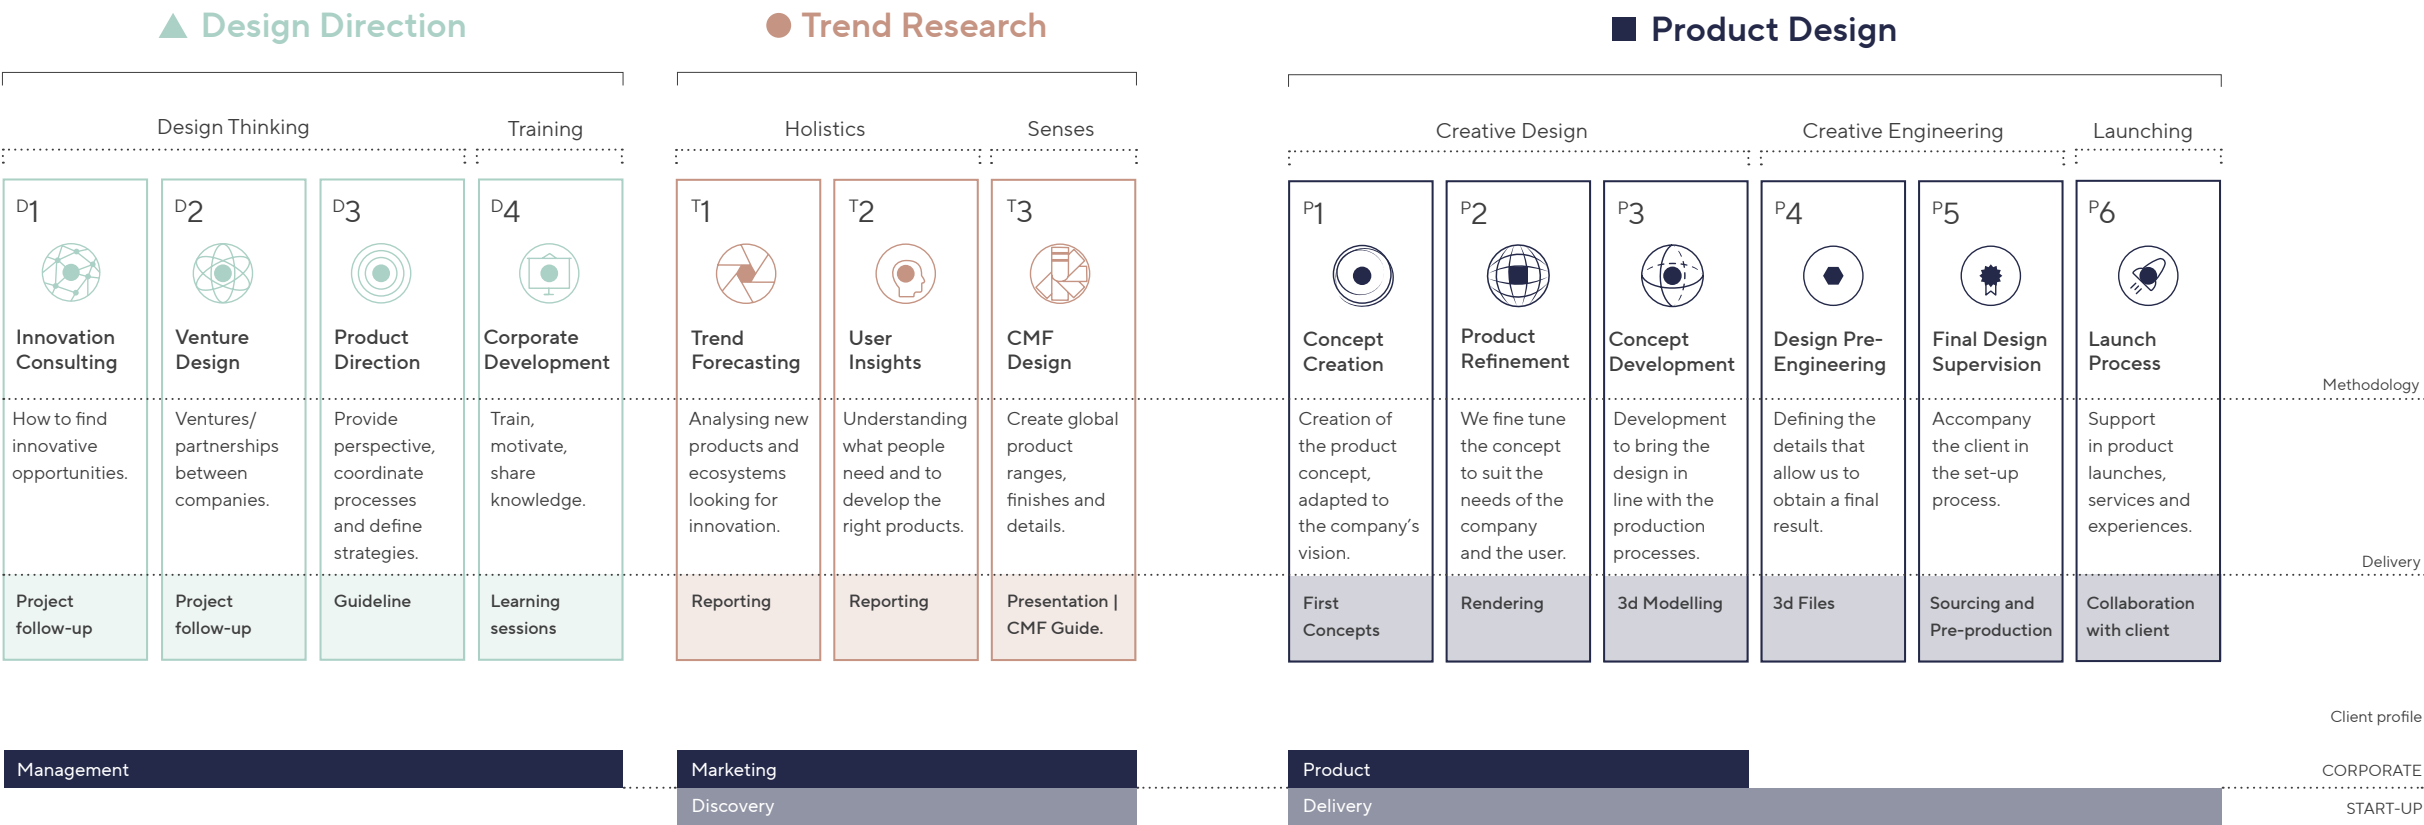 Design Direction
Trend Research
Product Design
Design Thinking
Training
Holistics
Senses
Creative Design
Creative Engineering
Launching
D1
Innovation
Consulting
How to find
innovative
opportunities.
Project
follow-up
D2
Venture
Design
Ventures/
partnerships
between
companies.
Project
follow-up
D3
Product
Direction
Provide
perspective,
coordinate
processes
and define
strategies.
Guideline
D4
Corporate
Development
Train,
motivate,
share
knowledge.
Learning
sessions
T1
Trend
Forecasting
Analysing new
products and
ecosystems
looking for
innovation.
Reporting
T2
User
Insights
Understanding
what people
need and to
develop the
right products.
Reporting
T3
CMF
Design
Create global
product
ranges,
finishes and
details.
Presentation |
CMF Guide.
P1
Concept
Creation
Creation of
the product
concept,
adapted to
the company’s
vision.
First
Concepts
P2
Product
Refinement
We fine tune
the concept
to suit the
needs of the
company
and the user.
Rendering
P3
Concept
Development
Development
to bring the
design in
line with the
production
processes.
3d Modelling
P4
Design Pre-
Engineering
Defining the
details that
allow us to
obtain a final
result.
3d Files
P5
Final Design
Supervision
Accompany
the client in
the set-up
process.
Sourcing and
Pre-production
P6
Launch
Process
Support
in product
launches,
services and
experiences.
Collaboration
with client
Methodology
Delivery
Client profile
Management
Marketing
Product
CORPORATE
Discovery
Delivery
START-UP